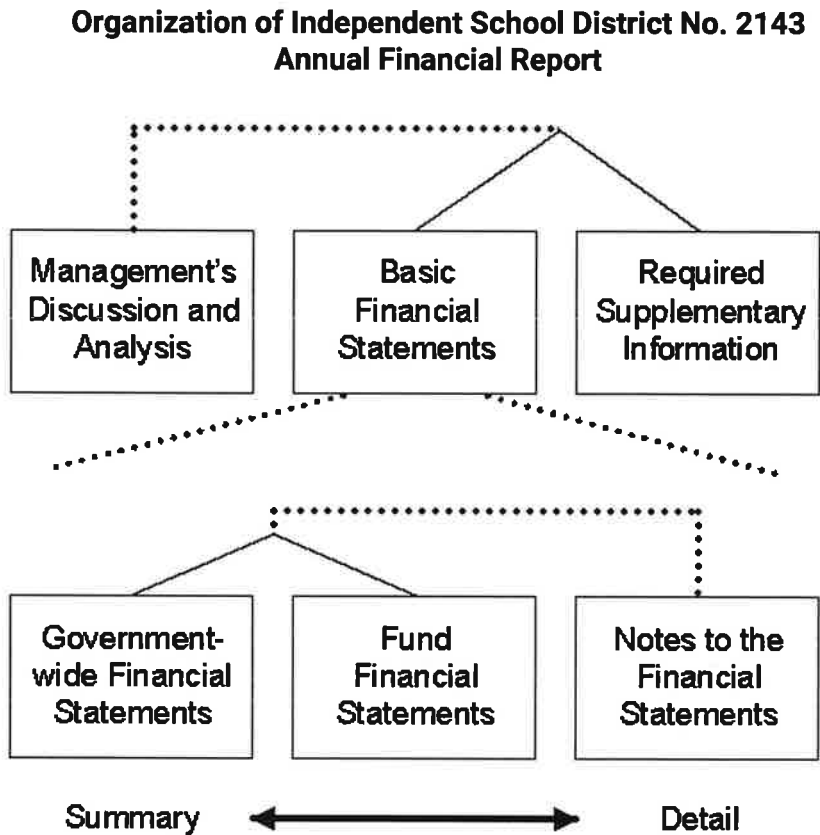 Organization of Independent School District No. 2143
Annual Financial Report
Management's
Discussion and
Analysis
Basic
Financial
Statements
Required
Supplementary
Information
Government-
wide Financial
Statements
Fund
Financial
Statements
Notes to the
Financial
Statements
Summary
Detail